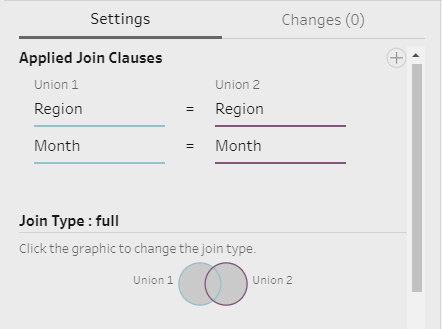 Settings Changes (0)
Applied Join Clauses
Union 1 Union 2
Region = Region
Month = Month
Join Type : full
Click the graphic to change the join type.
Union 1 Union 2